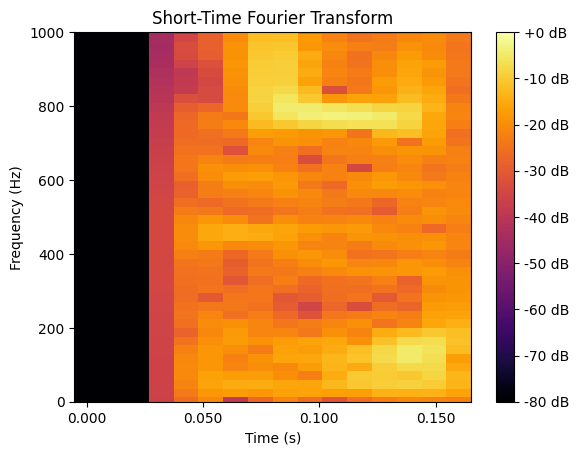 Short-Time Fourier Transform
Frequency (Hz)
1000
800
600
400
200
0
0.000
0.050
0.100
0.150
Time (s)
+0 dB
-10 dB
-20 dB
-30 dB
-40 dB
-50 dB
-60 dB
-70 dB
-80 dB